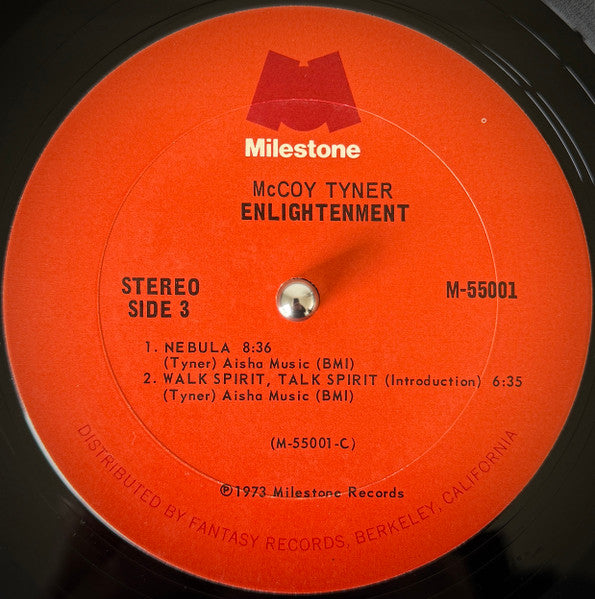 Milestone
McCOY TYNER
ENLIGHTENMENT
STEREO
SIDE 3
M-55001
1. NEBULA 8:36
(Tyner) Aisha Music (BMI)
2. WALK SPIRIT, TALK SPIRIT (Introduction) 6:35
(Tyner) Aisha Music (BMI)
(M-55001-C)
℗1973 Milestone Records
DISTRIBUTED BY FANTASY RECORDS, BERKELEY, CALIFORNIA